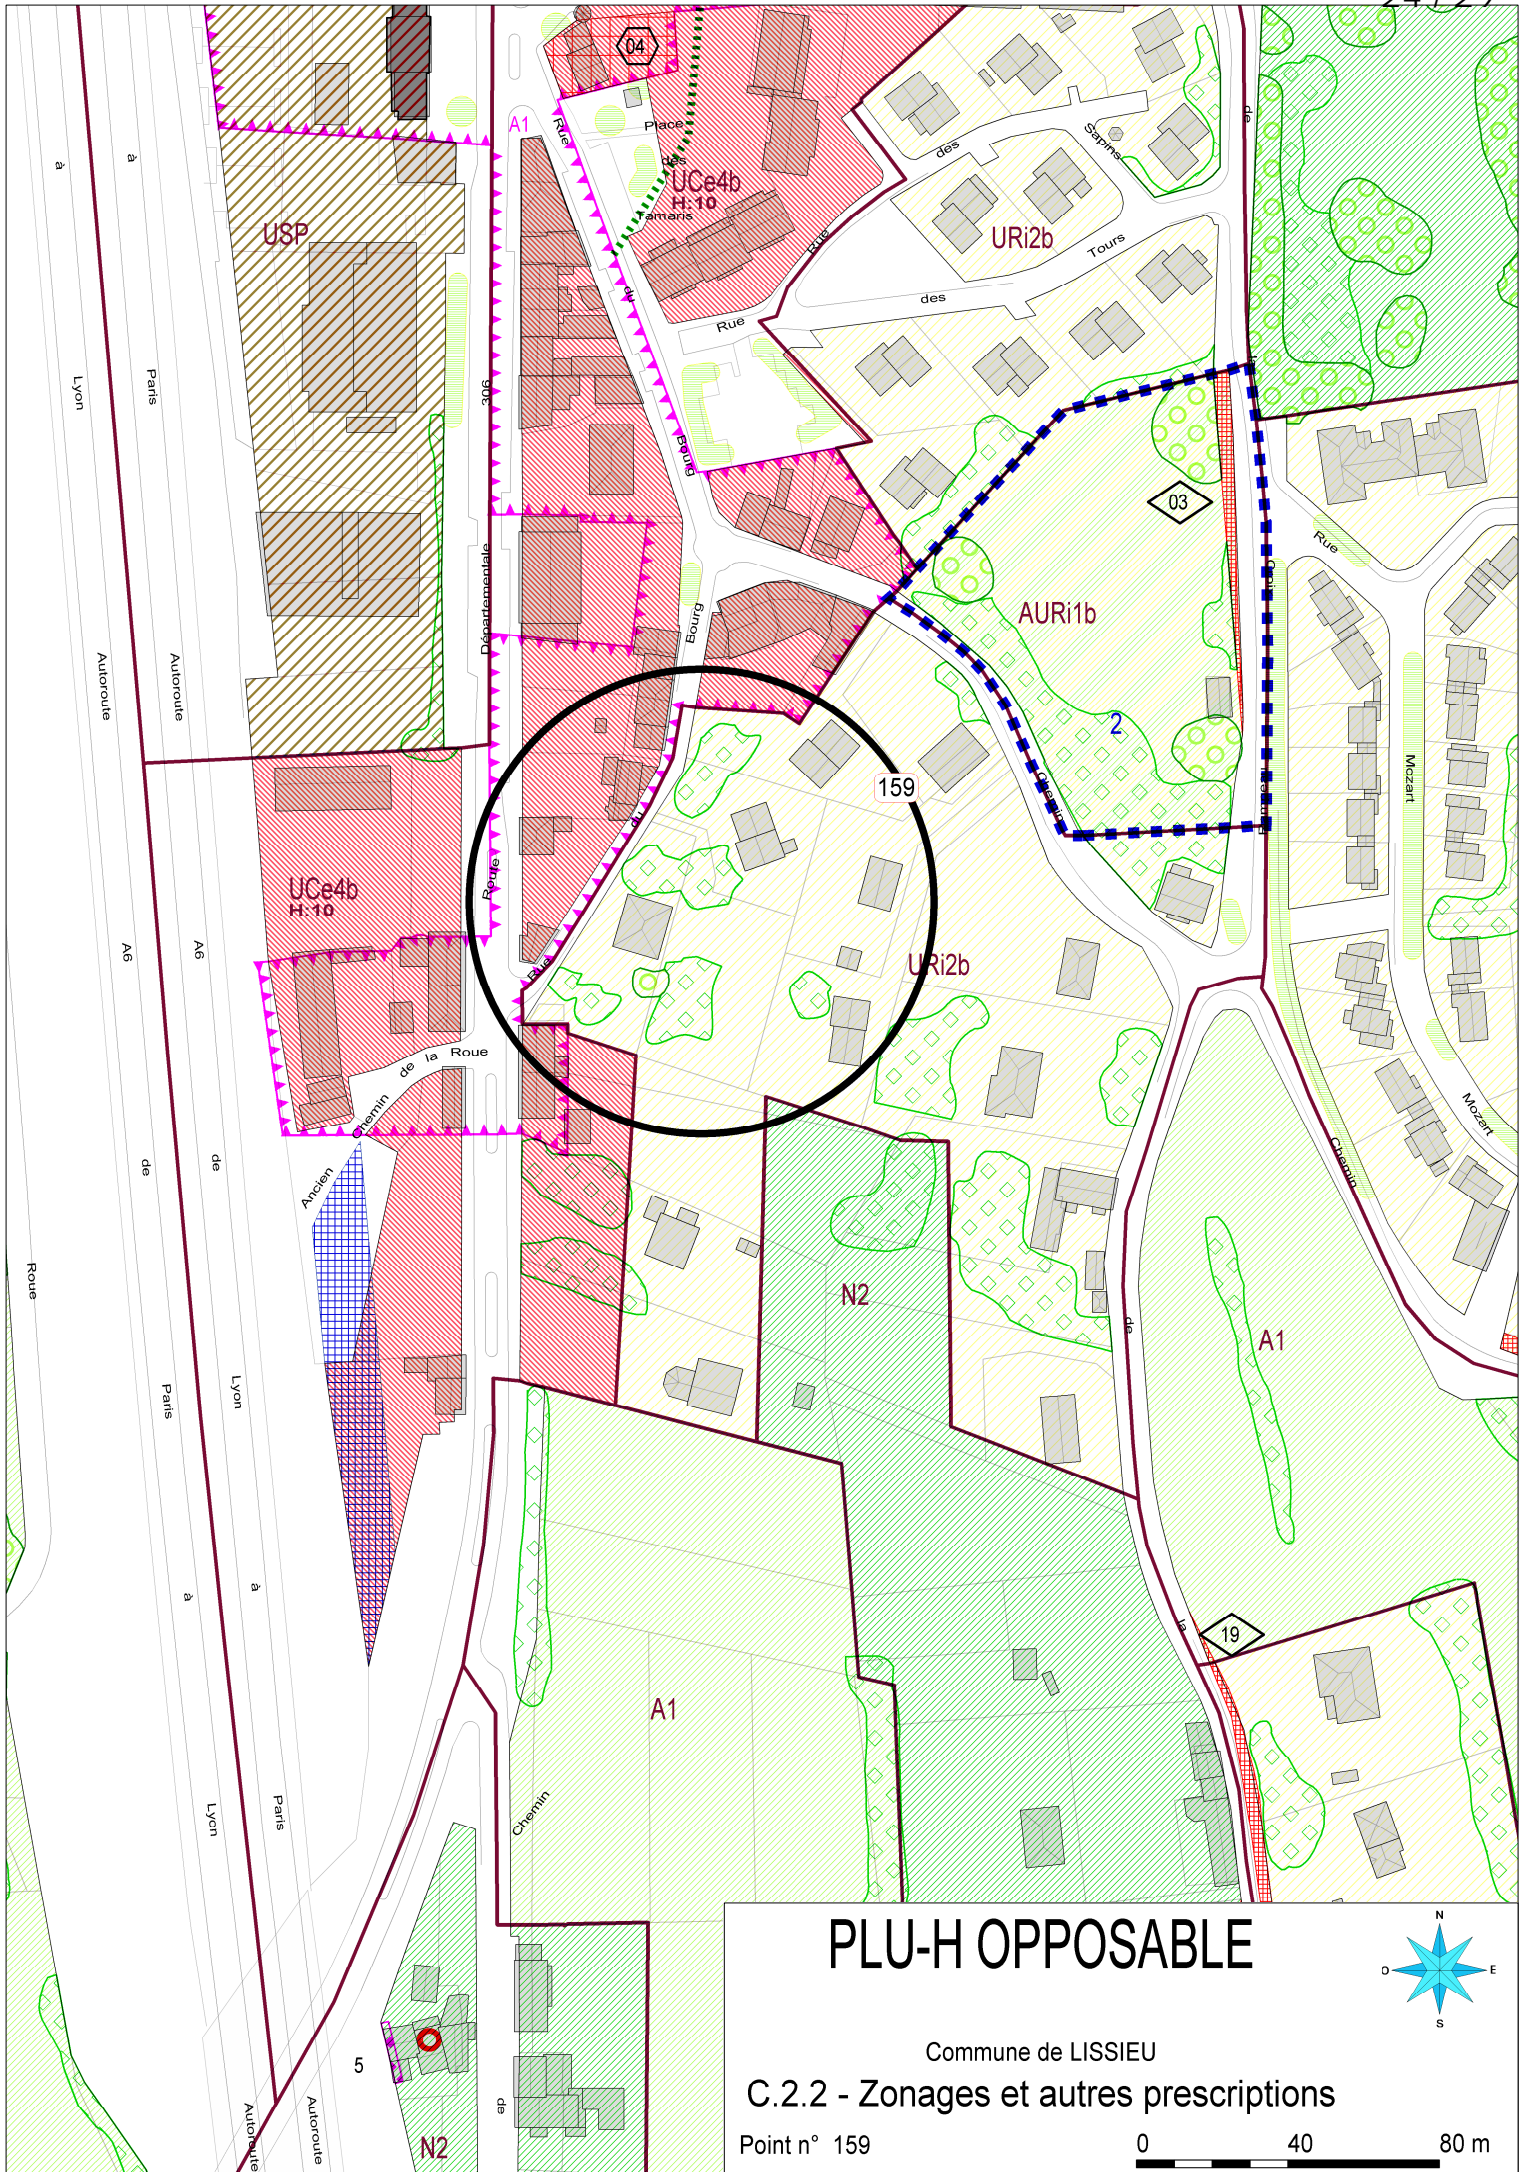 04
A1
Rue
Place
des
Tamaris
UCe4b
H:10
des
Sapins
de
à
à
USP
URi2b
Rue
Tours
du
des
Rue
la
Lyon
Paris
306
Bourg
03
Rue
Départementale
Croix
AURi1b
Bourg
Autoroute
Autoroute
2
Mozart
159
Chemin
du
Route
UCe4b
H:10
A6
A6
URi2b
Rue
de la Roue
Chemin
Mozart
Ancien
de
de
Chemin
Roue
N2
de
A1
Paris
Lyon
à
à
la
19
A1
Lyon
Paris
Chemin
5
de
N2
Autoroute
Autoroute
PLU-H OPPOSABLE
N
O
E
S
Commune de LISSIEU
C.2.2 - Zonages et autres prescriptions
Point n° 159
0 40 80 m